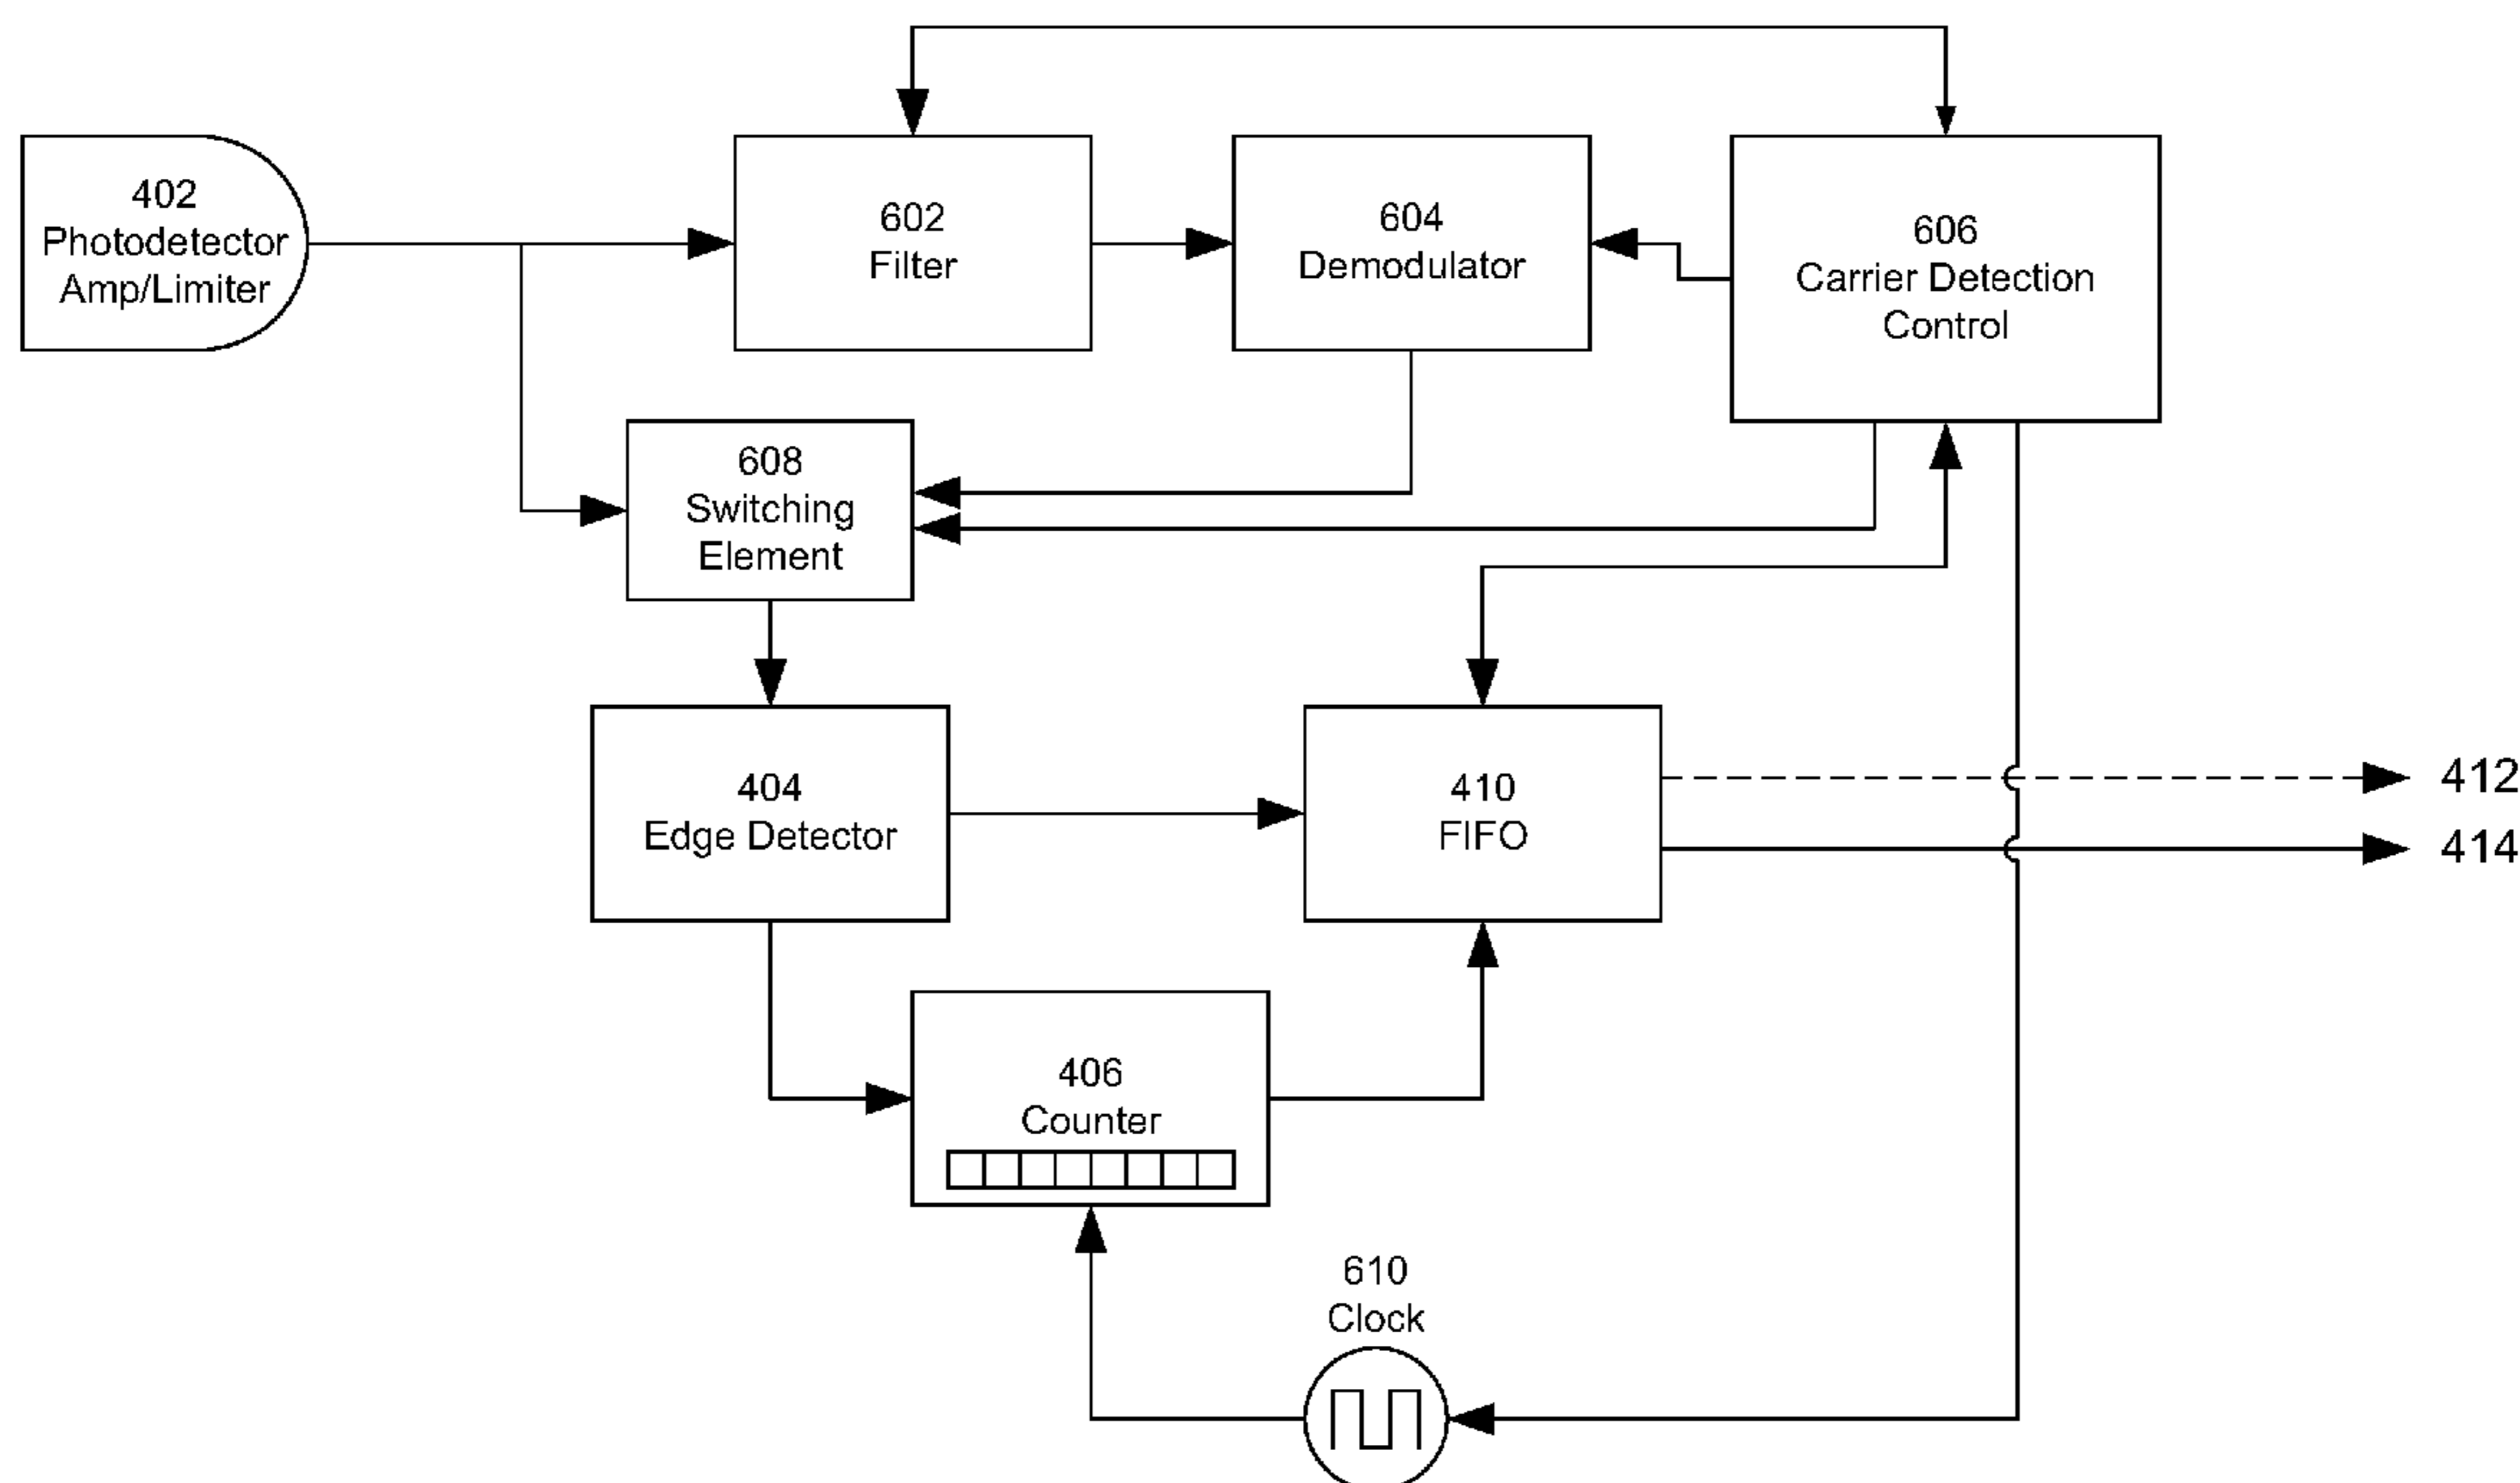 402
Photodetector
Amp/Limiter
602
Filter
604
Demodulator
606
Carrier Detection
Control
608
Switching
Element
404
Edge Detector
410
FIFO
412
414
406
Counter
610
Clock